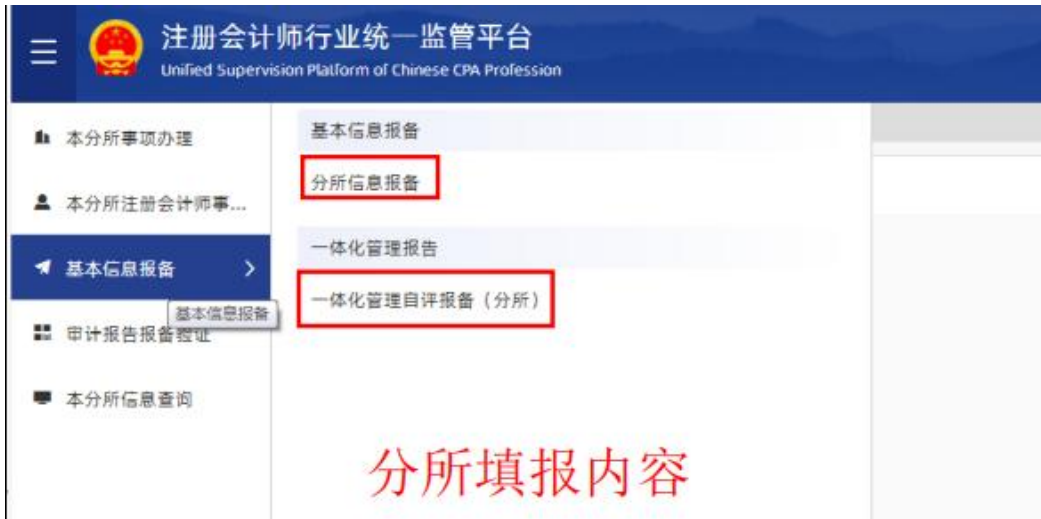 注册会计师行业统一监管平台
Unified Supervision Platform of Chinese CPA Profession
本分所事项办理
本分所注册会计师事...
基本信息报备
基本信息报备
审计报告报备验证
本分所信息查询
基本信息报备
分所信息报备
一体化管理报告
一体化管理自评报备（分所）
分所填报内容